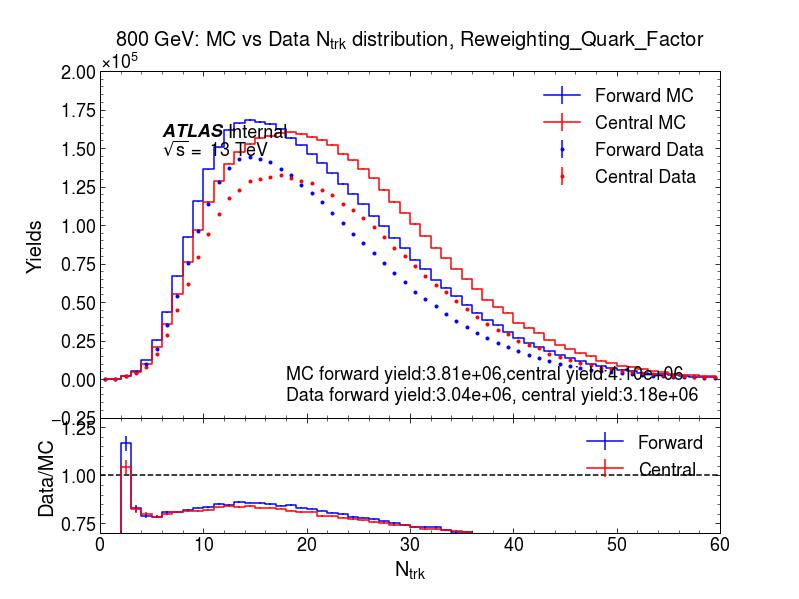 800 GeV: MC vs Data Ntrk distribution, Reweighting_Quark_Factor
×10⁵
2.00
1.75
1.50
1.25
1.00
0.75
0.50
0.25
0.00
−0.25
Yields
ATLAS Internal
√s = 13 TeV
Forward MC
Central MC
Forward Data
Central Data
MC forward yield:3.81e+06,central yield:4.10e+06
Data forward yield:3.04e+06, central yield:3.18e+06
1.25
1.00
0.75
Data/MC
Forward
Central
0 10 20 30 40 50 60
Ntrk